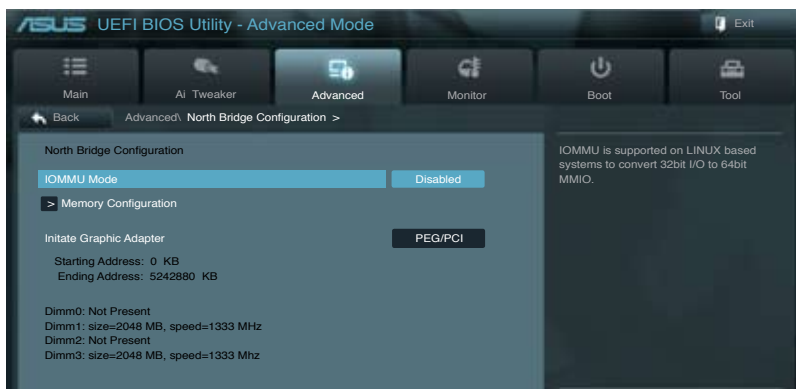 ASUS UEFI BIOS Utility - Advanced Mode
Exit
Main
Ai Tweaker
Advanced
Monitor
Boot
Tool
Back
Advanced\ North Bridge Configuration >
North Bridge Configuration
IOMMU Mode Disabled
> Memory Configuration
Initate Graphic Adapter PEG/PCI
Starting Address: 0 KB
Ending Address: 5242880 KB
Dimm0: Not Present
Dimm1: size=2048 MB, speed=1333 MHz
Dimm2: Not Present
Dimm3: size=2048 MB, speed=1333 Mhz
IOMMU is supported on LINUX based
systems to convert 32bit I/O to 64bit
MMIO.